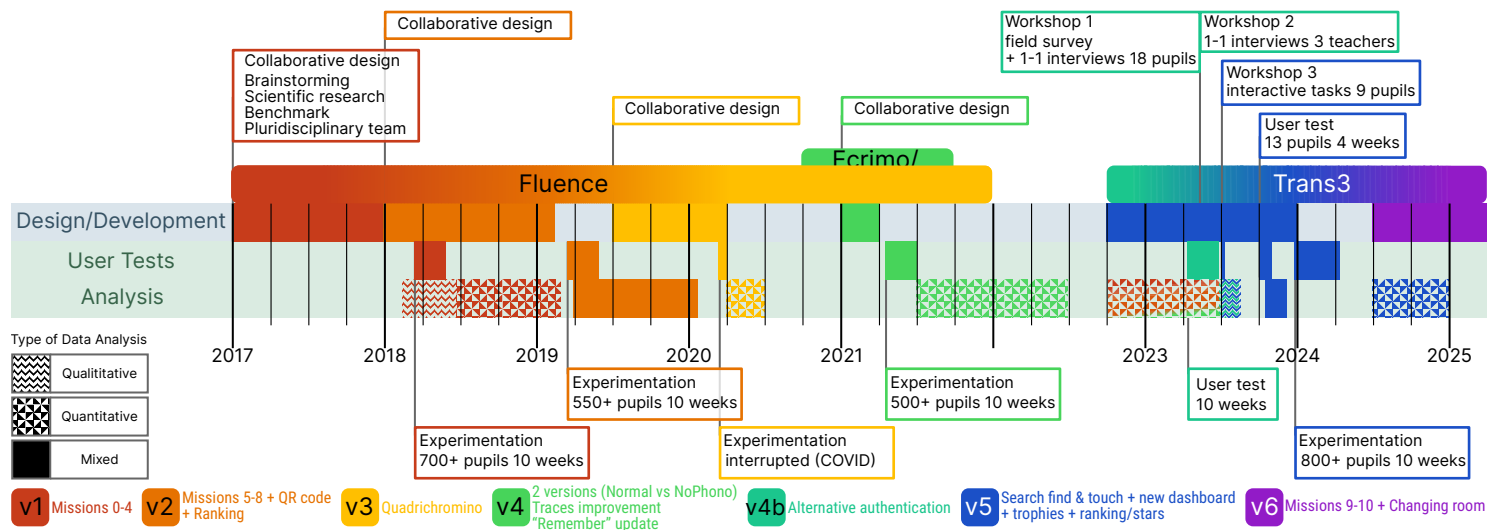 Collaborative design
Workshop 1
field survey
+ 1-1 interviews 18 pupils
Workshop 2
1-1 interviews 3 teachers
Collaborative design
Brainstorming
Scientific research
Benchmark
Pluridisciplinary team
Workshop 3
interactive tasks 9 pupils
Collaborative design
Collaborative design
User test
13 pupils 4 weeks
Ecrimo/
Fluence
Trans3
Design/Development
User Tests
Analysis
Type of Data Analysis
Qualitative
Quantitative
Mixed
2017
2018
2019
2020
2021
2023
2024
2025
Experimentation
550+ pupils 10 weeks
Experimentation
500+ pupils 10 weeks
User test
10 weeks
Experimentation
700+ pupils 10 weeks
Experimentation
interrupted (COVID)
Experimentation
800+ pupils 10 weeks
v1 Missions 0-4
v2 Missions 5-8 + QR code
+ Ranking
v3 Quadrichromino
v4 2 versions (Normal vs NoPhono)
Traces improvement
"Remember" update
v4b Alternative authentication
v5 Search find & touch + new dashboard
+ trophies + ranking/stars
v6 Missions 9-10 + Changing room